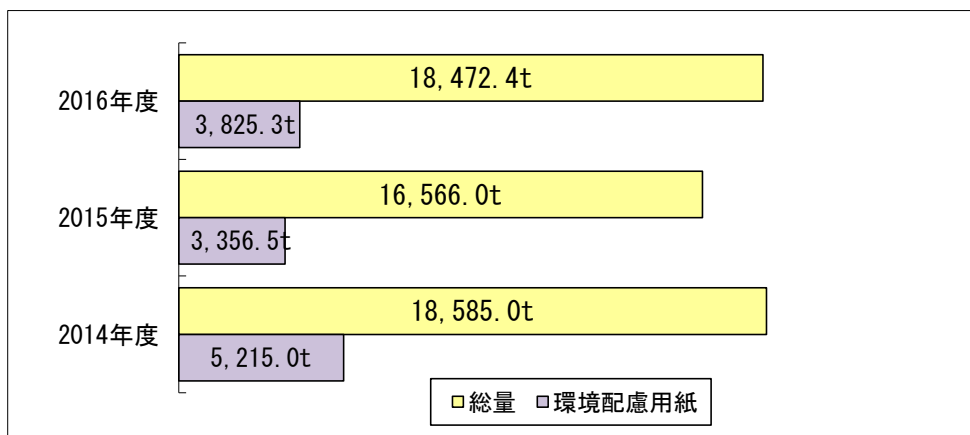 18,472.4t
2016年度
3,825.3t
16,566.0t
2015年度
3,356.5t
18,585.0t
2014年度
5,215.0t
総量 環境配慮用紙